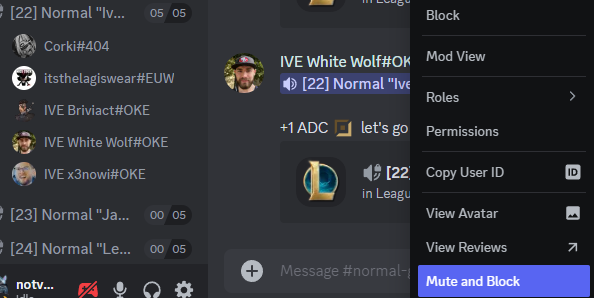 [22] Normal "Iv...
05 05
Corki#404
itsthelagiswear#EUW
IVE Briviact#OKE
IVE White Wolf#OKE
IVE x3nowi#OKE
[23] Normal "Ja...
00 05
[24] Normal "Le...
00 05
notv...
Idle
in League
IVE White Wolf#OK
[22] Normal "Ive
+1 ADC let's go
[22]
in Leagu
Message #normal-g
Block
Mod View
Roles
Permissions
Copy User ID
ID
View Avatar
View Reviews
Mute and Block